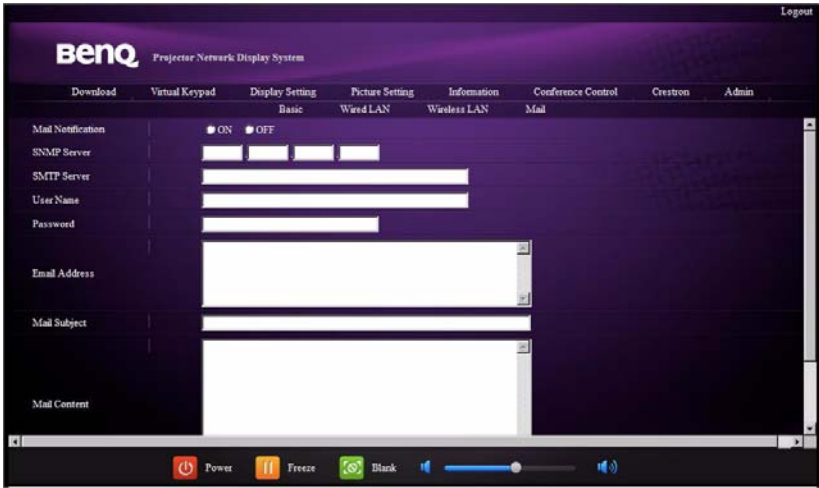 Logout
BenQ Projector Network Display System
Download Virtual Keypad Display Setting Picture Setting Information Conference Control Crestron Admin
Basic Wired LAN Wireless LAN Mail
Mail Notification ON OFF
SNMP Server . . .
SMTP Server
User Name
Password
Email Address
Mail Subject
Mail Content
Power Freeze Blank